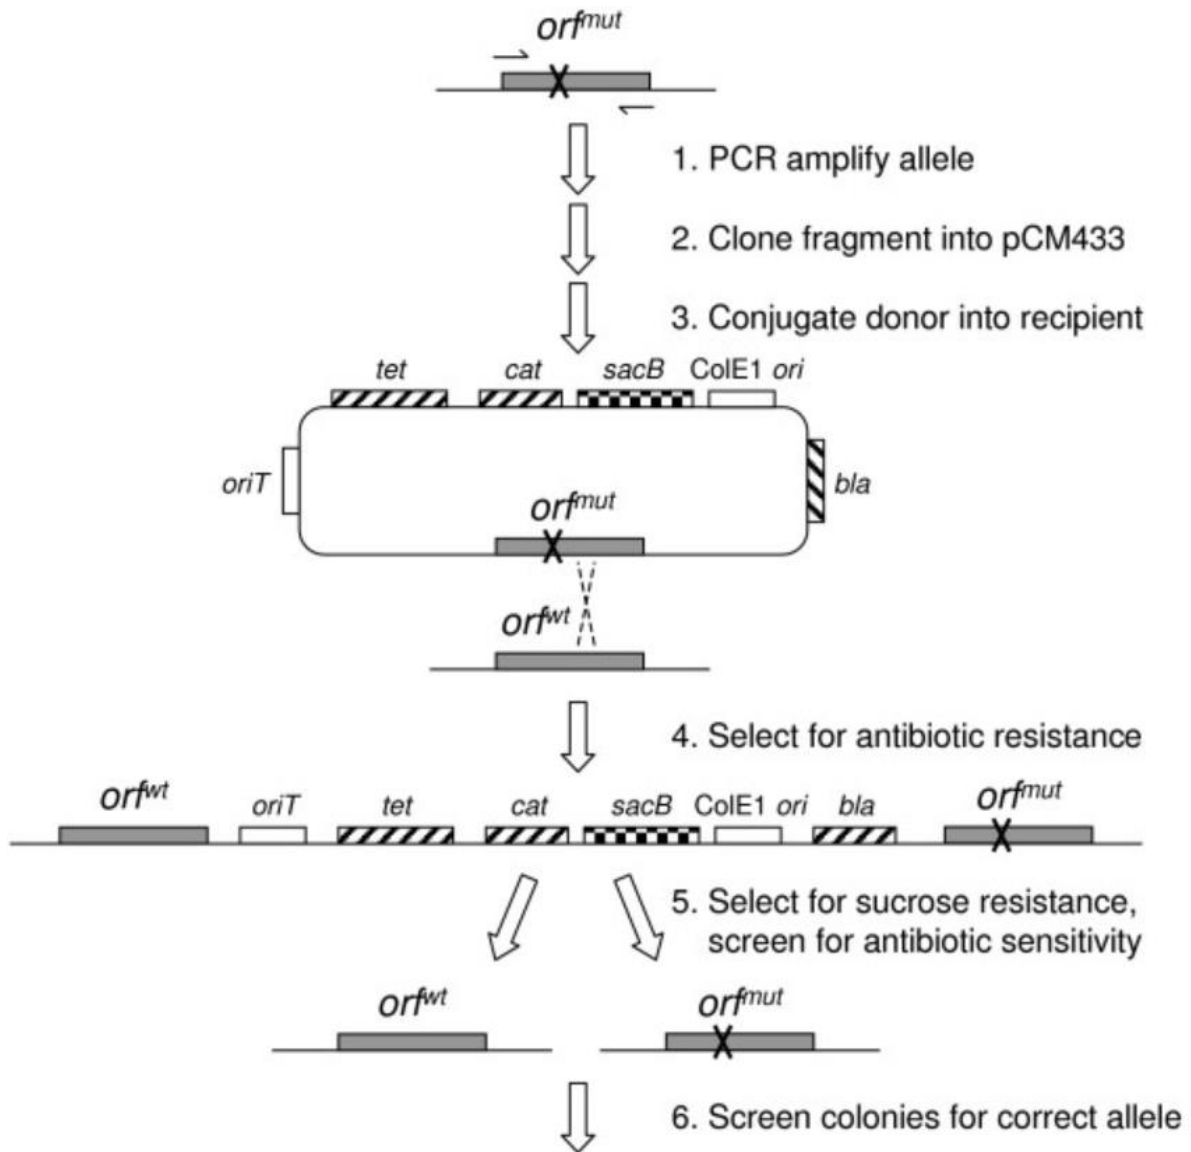 orfmut
1. PCR amplify allele
2. Clone fragment into pCM433
3. Conjugate donor into recipient
tet cat sacB ColE1 ori
oriT bla
orfmut
orfwt
4. Select for antibiotic resistance
orfwt oriT tet cat sacB ColE1 ori bla orfmut
5. Select for sucrose resistance,
screen for antibiotic sensitivity
orfwt orfmut
6. Screen colonies for correct allele